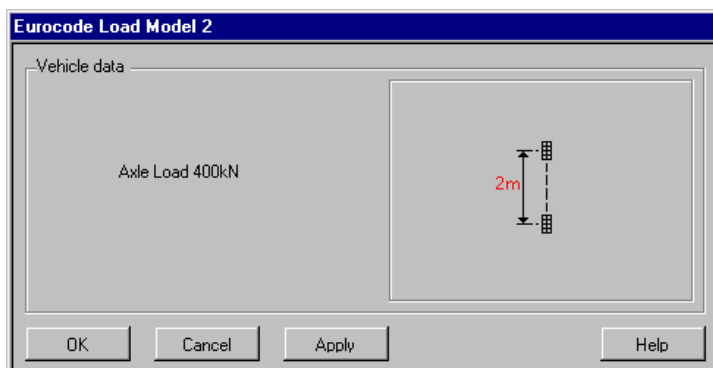 Eurocode Load Model 2
Vehicle data
Axle Load 400kN
2m
OK
Cancel
Apply
Help